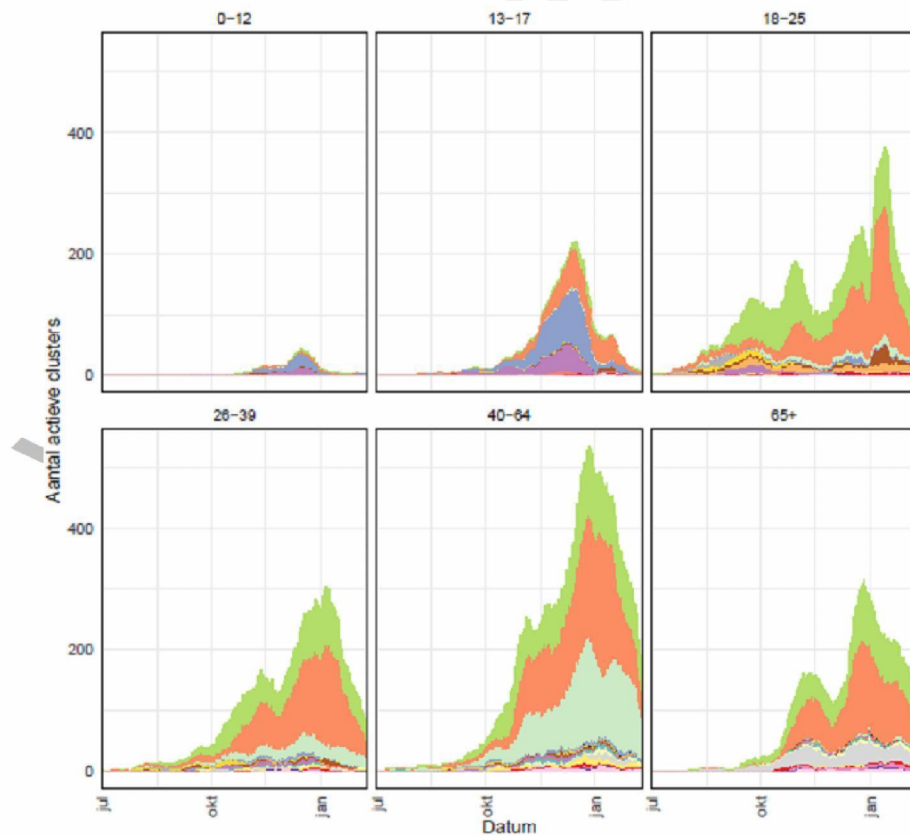 0-12 13-17 18-25
400
200
0
26-39 40-64 65+
400
200
0
jul okt jan jul okt jan jul okt jan
Aantal actieve clusters
Datum